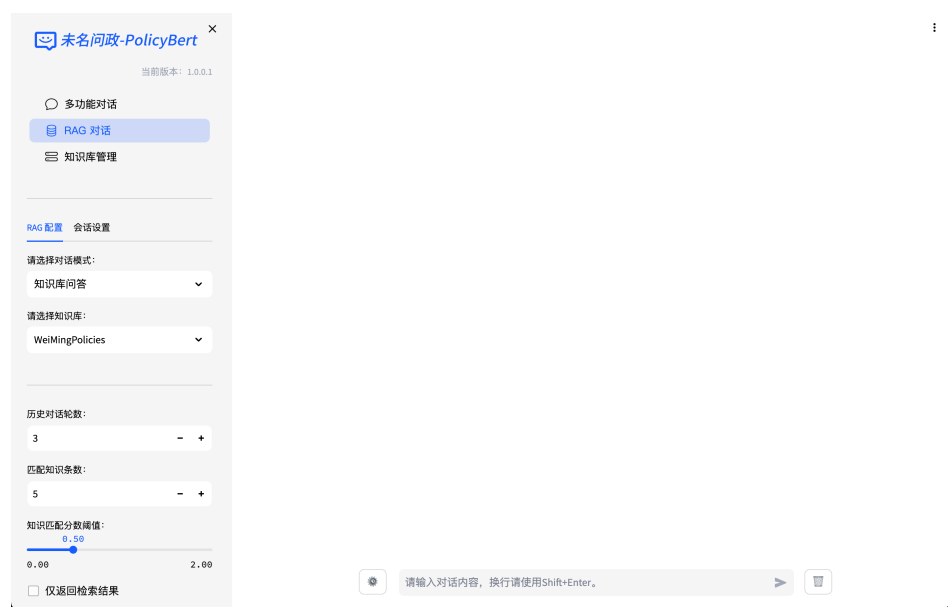 未名问政-PolicyBert
当前版本：1.0.0.1
多功能对话
RAG 对话
知识库管理
RAG 配置 会话设置
请选择对话模式：
知识库问答
请选择知识库：
WeiMingPolicies
历史对话轮数：
3 - +
匹配知识条数：
5 - +
知识匹配分数阈值：
0.50
0.00 2.00
仅返回检索结果
请输入对话内容，换行请使用Shift+Enter。